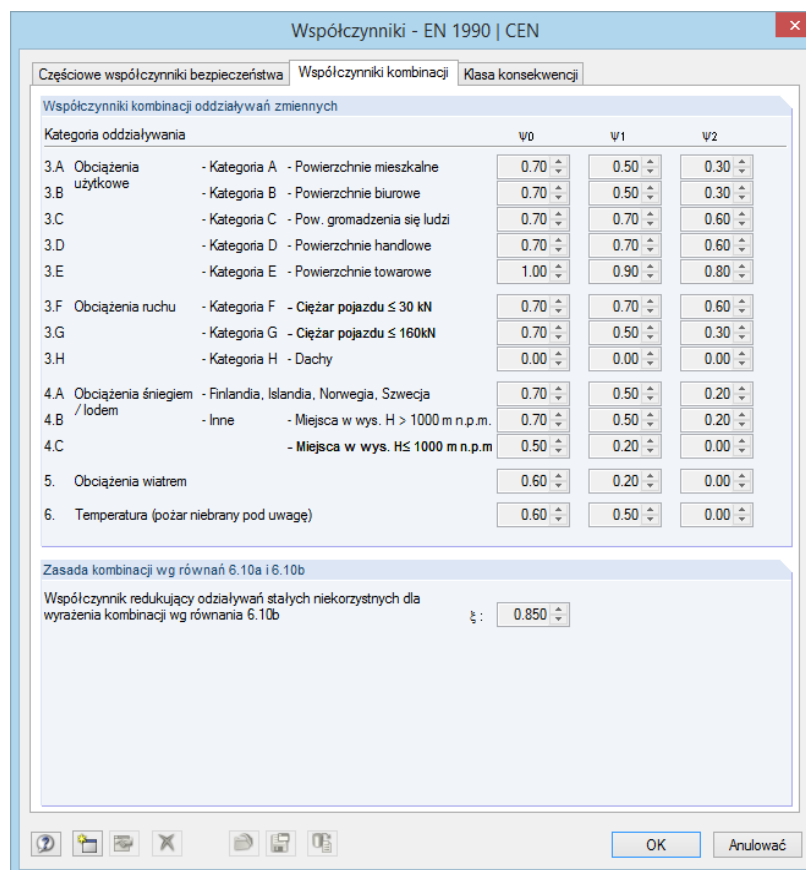 Współczynniki - EN 1990 | CEN
Częściowe współczynniki bezpieczeństwa Współczynniki kombinacji Klasa konsekwencji
Współczynniki kombinacji oddziaływań zmiennych
Kategoria oddziaływania ψ0 ψ1 ψ2
3.A Obciążenia użytkowe - Kategoria A - Powierzchnie mieszkalne 0.70 0.50 0.30
3.B - Kategoria B - Powierzchnie biurowe 0.70 0.50 0.30
3.C - Kategoria C - Pow. gromadzenia się ludzi 0.70 0.70 0.60
3.D - Kategoria D - Powierzchnie handlowe 0.70 0.70 0.60
3.E - Kategoria E - Powierzchnie towarowe 1.00 0.90 0.80
3.F Obciążenia ruchu - Kategoria F - Ciężar pojazdu ≤ 30 kN 0.70 0.70 0.60
3.G - Kategoria G - Ciężar pojazdu ≤ 160kN 0.70 0.50 0.30
3.H - Kategoria H - Dachy 0.00 0.00 0.00
4.A Obciążenia śniegiem / lodem - Finlandia, Islandia, Norwegia, Szwecja 0.70 0.50 0.20
4.B - Inne - Miejsca w wys. H > 1000 m n.p.m. 0.70 0.50 0.20
4.C - Miejsca w wys. H≤ 1000 m n.p.m 0.50 0.20 0.00
5. Obciążenia wiatrem 0.60 0.20 0.00
6. Temperatura (pożar niebrany pod uwagę) 0.60 0.50 0.00
Zasada kombinacji wg równań 6.10a i 6.10b
Współczynnik redukujący odziaływań stałych niekorzystnych dla
wyrażenia kombinacji wg równania 6.10b ξ : 0.850
OK Anulować